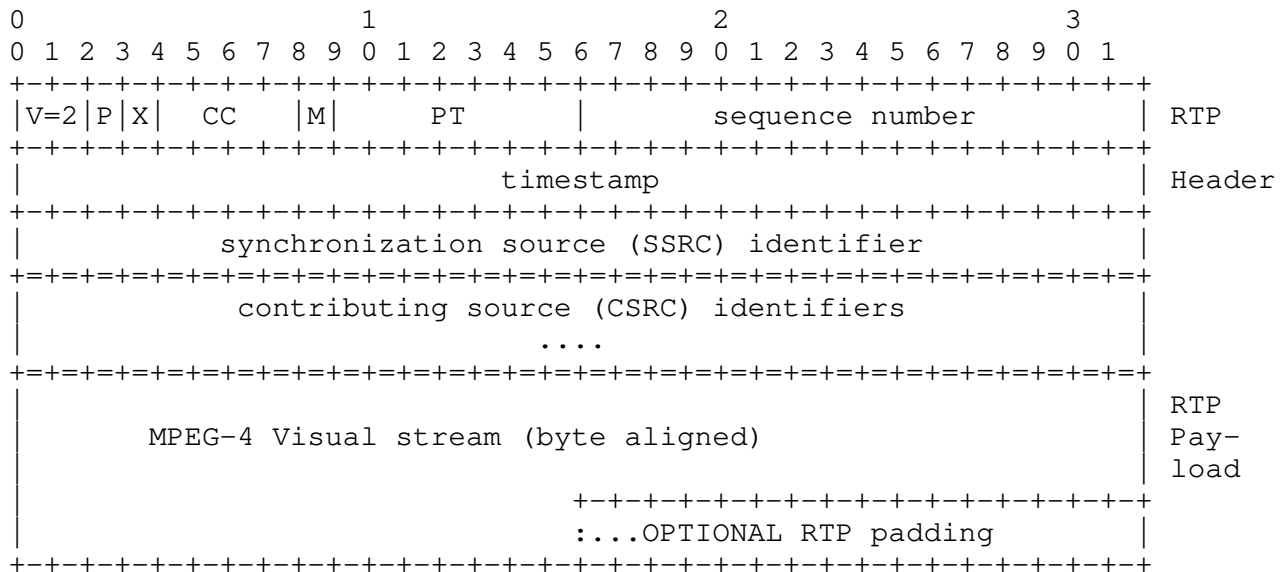 0                   1                   2                   3
0 1 2 3 4 5 6 7 8 9 0 1 2 3 4 5 6 7 8 9 0 1 2 3 4 5 6 7 8 9 0 1
+-+-+-+-+-+-+-+-+-+-+-+-+-+-+-+-+-+-+-+-+-+-+-+-+-+-+-+-+-+-+-+-+
|V=2|P|X|  CC   |M|     PT      |       sequence number         | RTP
+-+-+-+-+-+-+-+-+-+-+-+-+-+-+-+-+-+-+-+-+-+-+-+-+-+-+-+-+-+-+-+-+
|                           timestamp                           | Header
+-+-+-+-+-+-+-+-+-+-+-+-+-+-+-+-+-+-+-+-+-+-+-+-+-+-+-+-+-+-+-+-+
|           synchronization source (SSRC) identifier            |
+=+=+=+=+=+=+=+=+=+=+=+=+=+=+=+=+=+=+=+=+=+=+=+=+=+=+=+=+=+=+=+=+
|            contributing source (CSRC) identifiers             |
|                             ....                              |
+=+=+=+=+=+=+=+=+=+=+=+=+=+=+=+=+=+=+=+=+=+=+=+=+=+=+=+=+=+=+=+=+
|                                                               | RTP
|       MPEG-4 Visual stream (byte aligned)                     | Pay-
|                                                               | load
|                               +-+-+-+-+-+-+-+-+-+-+-+-+-+-+-+-+
|                               :...OPTIONAL RTP padding        |
+-+-+-+-+-+-+-+-+-+-+-+-+-+-+-+-+-+-+-+-+-+-+-+-+-+-+-+-+-+-+-+-+